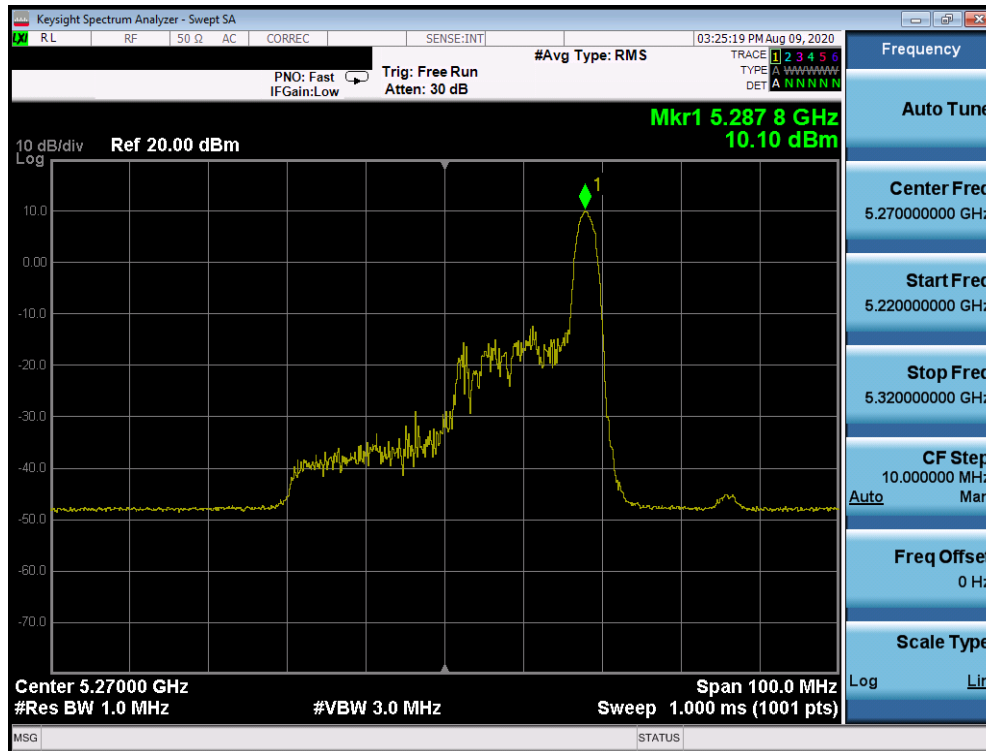 Keysight Spectrum Analyzer - Swept SA
LXI RL RF 50 Ω AC CORREC SENSE:INT 03:25:19 PM Aug 09, 2020
#Avg Type: RMS TRACE 1 2 3 4 5 6
PNO: Fast Trig: Free Run TYPE A WWWWW
IFGain:Low Atten: 30 dB DET A N N N N N
Mkr1 5.287 8 GHz
10.10 dBm
10 dB/div Ref 20.00 dBm
Log
1
10.0
0.00
-10.0
-20.0
-30.0
-40.0
-50.0
-60.0
-70.0
Center 5.27000 GHz Span 100.0 MHz
#Res BW 1.0 MHz #VBW 3.0 MHz Sweep 1.000 ms (1001 pts)
MSG STATUS
Frequency
Auto Tune
Center Freq
5.270000000 GHz
Start Freq
5.220000000 GHz
Stop Freq
5.320000000 GHz
CF Step
10.000000 MHz
Auto Man
Freq Offset
0 Hz
Scale Type
Log Lin